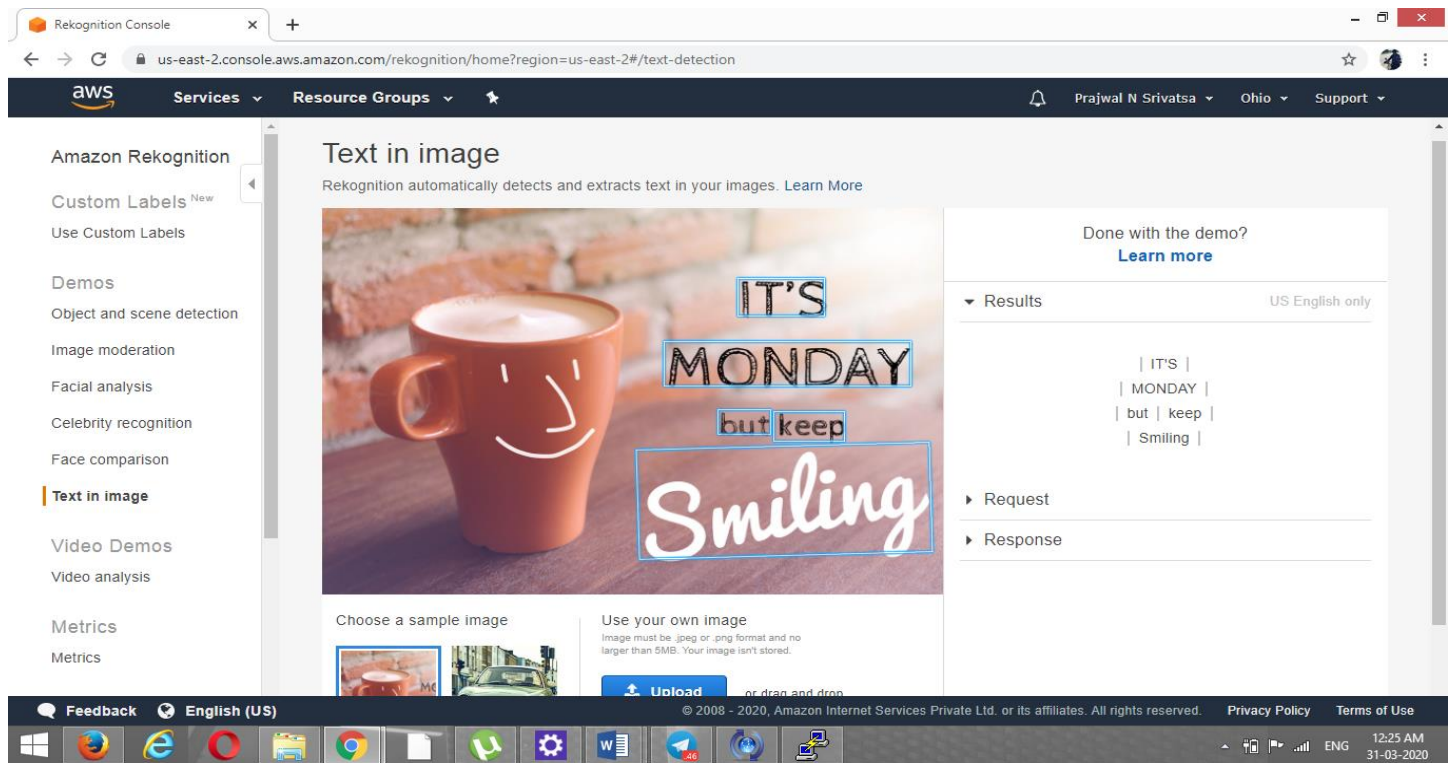 Rekognition Console
us-east-2.console.aws.amazon.com/rekognition/home?region=us-east-2#/text-detection
aws Services Resource Groups Prajwal N Srivatsa Ohio Support
Amazon Rekognition
Custom Labels New
Use Custom Labels
Demos
Object and scene detection
Image moderation
Facial analysis
Celebrity recognition
Face comparison
Text in image
Video Demos
Video analysis
Metrics
Metrics
Text in image
Rekognition automatically detects and extracts text in your images. Learn More
IT'S
MONDAY
but keep
Smiling
Choose a sample image
Use your own image
Image must be .jpeg or .png format and no
larger than 5MB. Your image isn't stored.
Upload or drag and drop
Done with the demo?
Learn more
Results US English only
| IT'S |
| MONDAY |
| but | keep |
| Smiling |
Request
Response
Feedback English (US) © 2008 - 2020, Amazon Internet Services Private Ltd. or its affiliates. All rights reserved. Privacy Policy Terms of Use
ENG 12:25 AM
31-03-2020